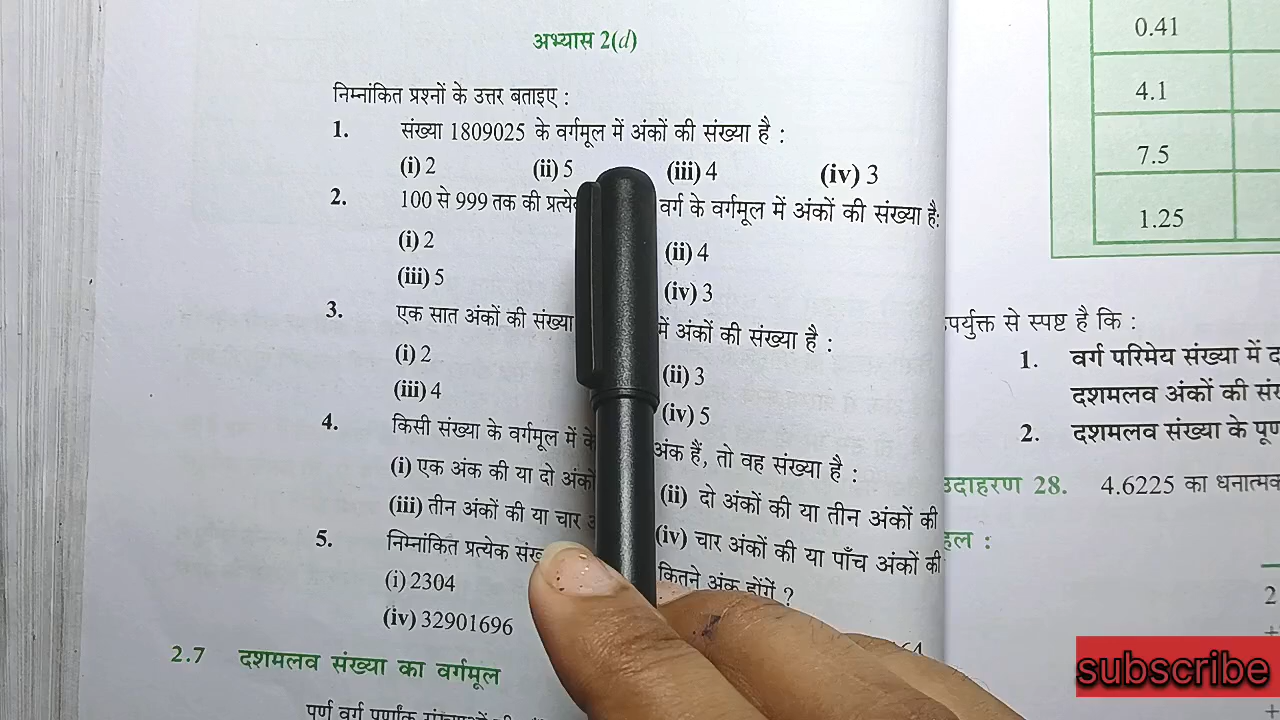 अभ्यास 2(d)
निम्नांकित प्रश्नों के उत्तर बताइए :
1. संख्या 1809025 के वर्गमूल में अंकों की संख्या है :
(i) 2 (ii) 5 (iii) 4 (iv) 3
2. 100 से 999 तक की वर्ग के वर्गमूल में अंकों की संख्या है:
(i) 2 (ii) 4
(iii) 5 (iv) 3
3. एक सात अंकों की संख्या में अंकों की संख्या है :
(i) 2 (ii) 3
(iii) 4 (iv) 5
4. किसी संख्या के वर्गमूल में अंक हैं, तो वह संख्या है :
(i) एक अंक की या दो अंकों (ii) दो अंकों की या तीन अंकों की
(iii) तीन अंकों की या चार (iv) चार अंकों की या पाँच अंकों की
5. निम्नांकित प्रत्येक कितने अंक होंगें ?
(i) 2304
(iv) 32901696
2.7 दशमलव संख्या का वर्गमूल
0.41
4.1
7.5
1.25
से स्पष्ट है कि :
1. वर्ग परिमेय संख्या में
दशमलव अंकों की
2. दशमलव संख्या के
उदाहरण 28. 4.6225 का
हल :
2
subscribe